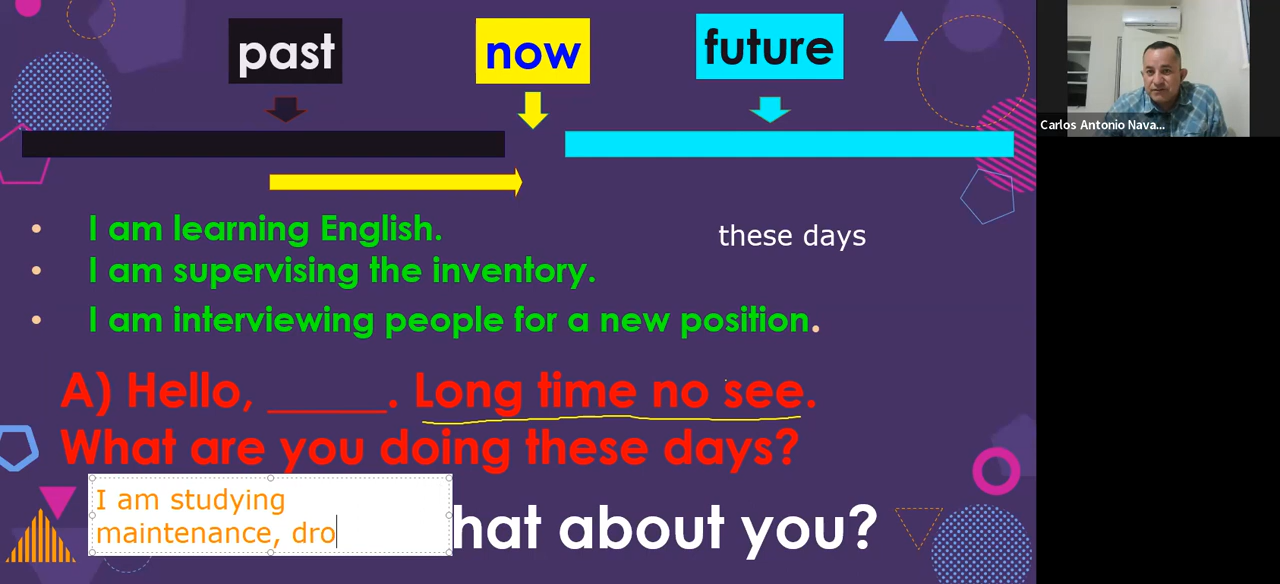 past
now
future
Carlos Antonio Nava...
• I am learning English.
these days
• I am supervising the inventory.
• I am interviewing people for a new position.
A) Hello, _____. Long time no see.
What are you doing these days?
I am studying
maintenance, dro
hat about you?